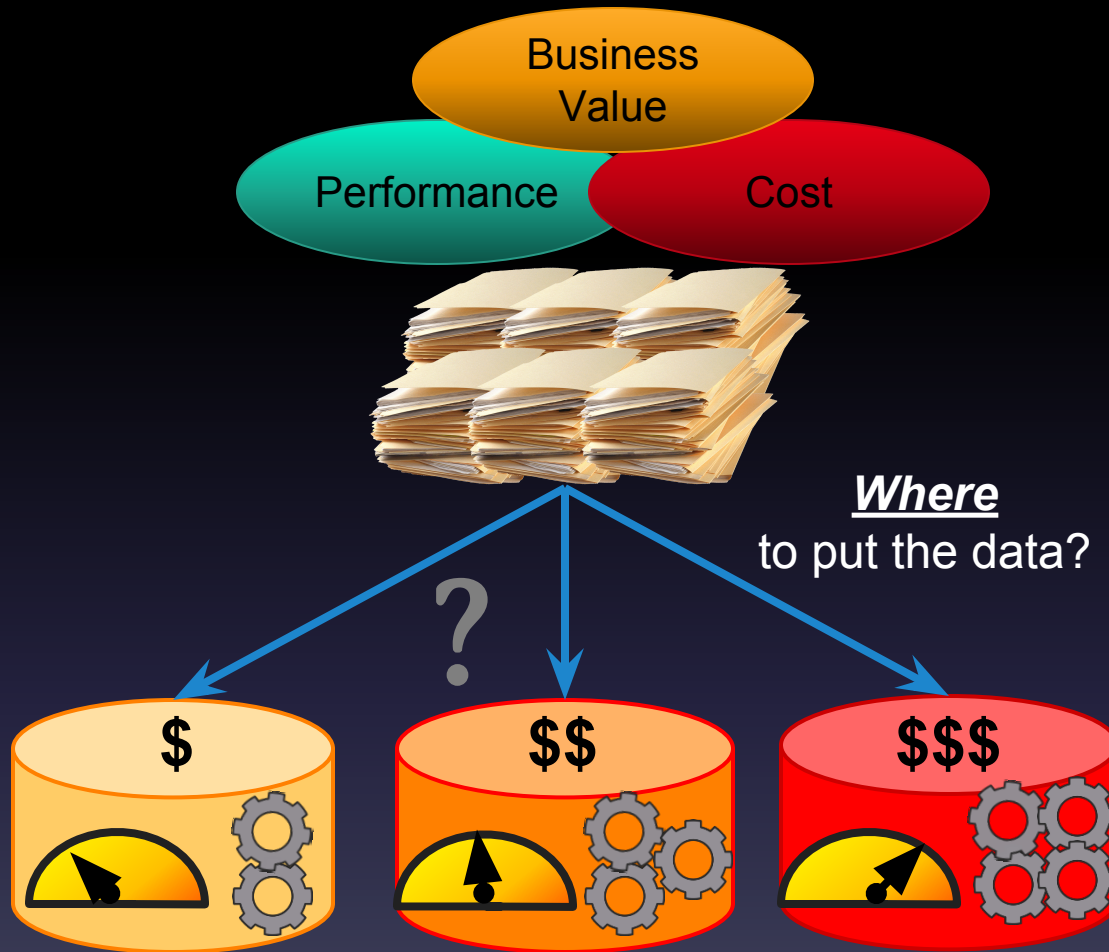 Business
Value
Performance
Cost
Where
to put the data?
?
$
$$
$$$